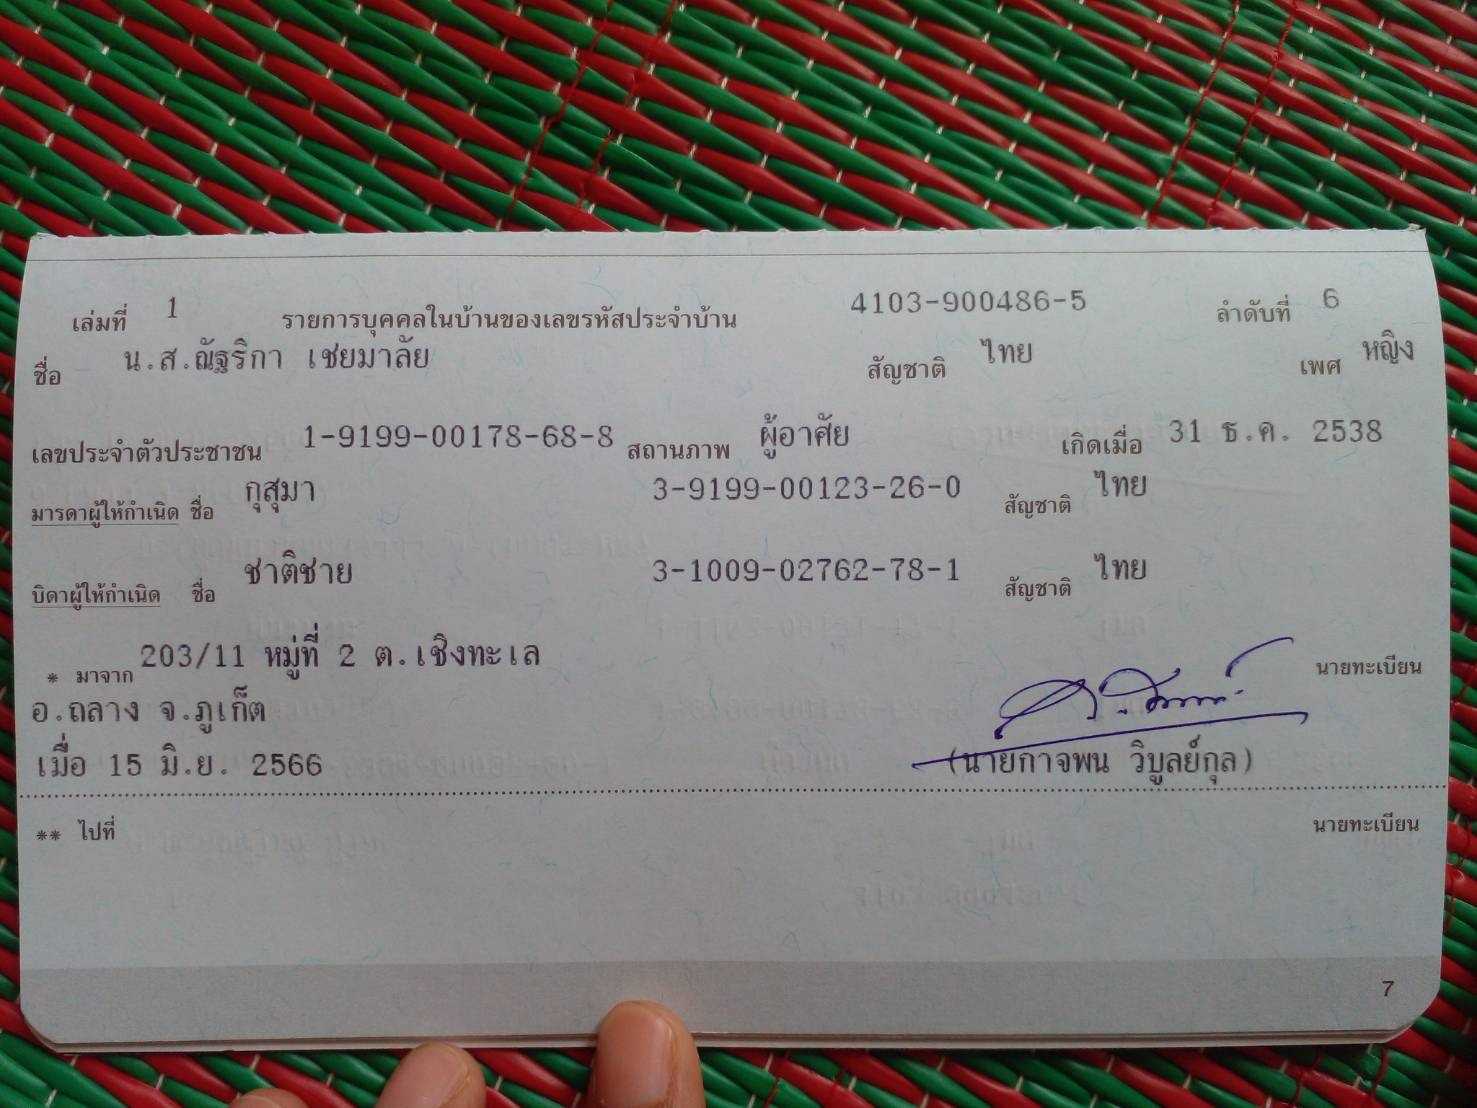 เล่มที่ 1 รายการบุคคลในบ้านของเลขรหัสประจำบ้าน 4103-900486-5 ลำดับที่ 6
ชื่อ น.ส.ณัฐริกา เชยมาลัย สัญชาติ ไทย เพศ หญิง
เลขประจำตัวประชาชน 1-9199-00178-68-8 สถานภาพ ผู้อาศัย เกิดเมื่อ 31 ธ.ค. 2538
มารดาผู้ให้กำเนิด ชื่อ กุสุมา 3-9199-00123-26-0 สัญชาติ ไทย
บิดาผู้ให้กำเนิด ชื่อ ชาติชาย 3-1009-02762-78-1 สัญชาติ ไทย
* มาจาก 203/11 หมู่ที่ 2 ต.เชิงทะเล นายทะเบียน
อ.ถลาง จ.ภูเก็ต
เมื่อ 15 มิ.ย. 2566 (นายกาจพน วิบูลย์กุล)
** ไปที่ นายทะเบียน
7